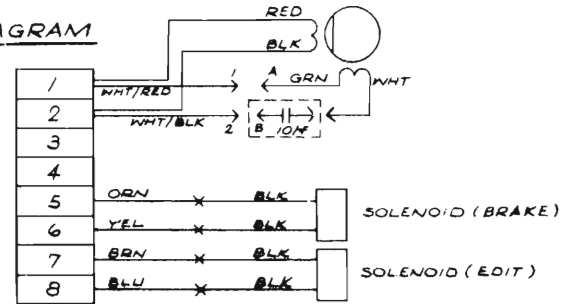 RED
AGRAM
BLK
1 WHT/RED 1 A GRN WHT
2 WHT/BLK 2 B 10μF
3
4
5 ORN BLK
SOLENOID (BRAKE)
6 YEL BLK
7 BRN BLK
SOLENOID (EDIT)
8 BLU BLK